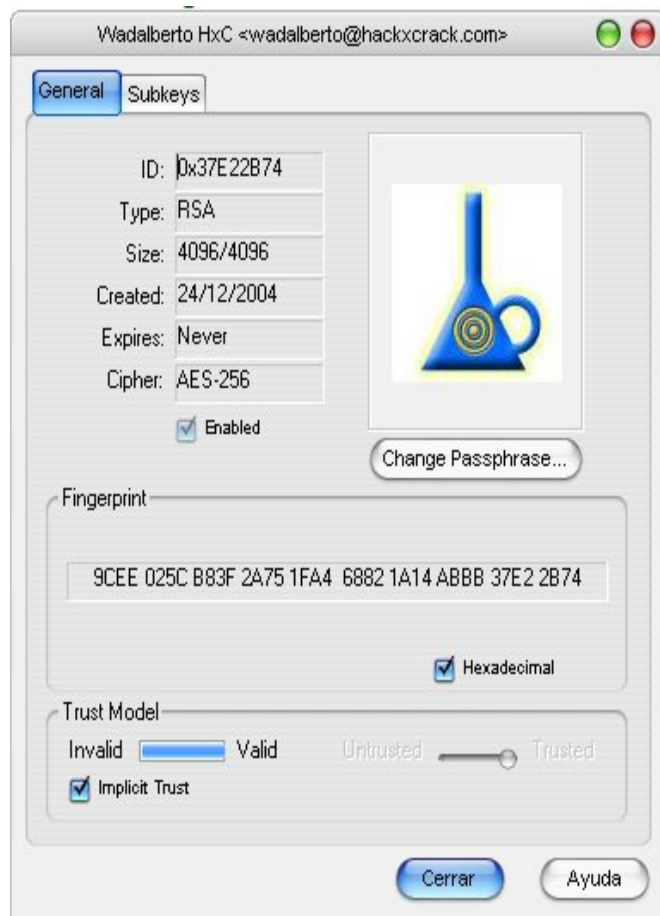 Wadalberto HxC <wadalberto@hackxcrack.com>
General Subkeys
ID: 0x37E22B74
Type: RSA
Size: 4096/4096
Created: 24/12/2004
Expires: Never
Cipher: AES-256
Enabled
Change Passphrase...
Fingerprint
9CEE 025C B83F 2A75 1FA4 6882 1A14 ABBB 37E2 2B74
Hexadecimal
Trust Model
Invalid Valid Untrusted Trusted
Implicit Trust
Cerrar Ayuda